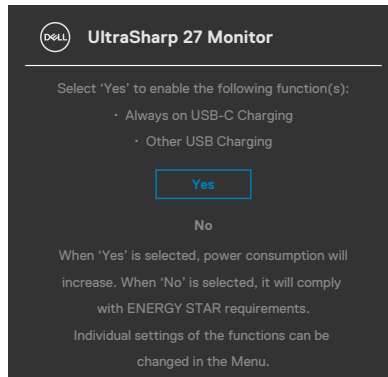 DELL UltraSharp 27 Monitor
Select ‘Yes’ to enable the following function(s):
· Always on USB-C Charging
· Other USB Charging
Yes
No
When ‘Yes’ is selected, power consumption will
increase. When ‘No’ is selected, it will comply
with ENERGY STAR requirements.
Individual settings of the functions can be
changed in the Menu.